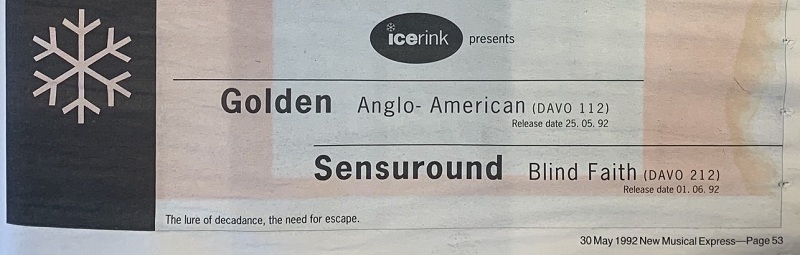 icerink presents
Golden Anglo- American (DAVO 112)
Release date 25. 05. 92
Sensuround Blind Faith (DAVO 212)
Release date 01. 06. 92
The lure of decadance, the need for escape.
30 May 1992 New Musical Express—Page 53